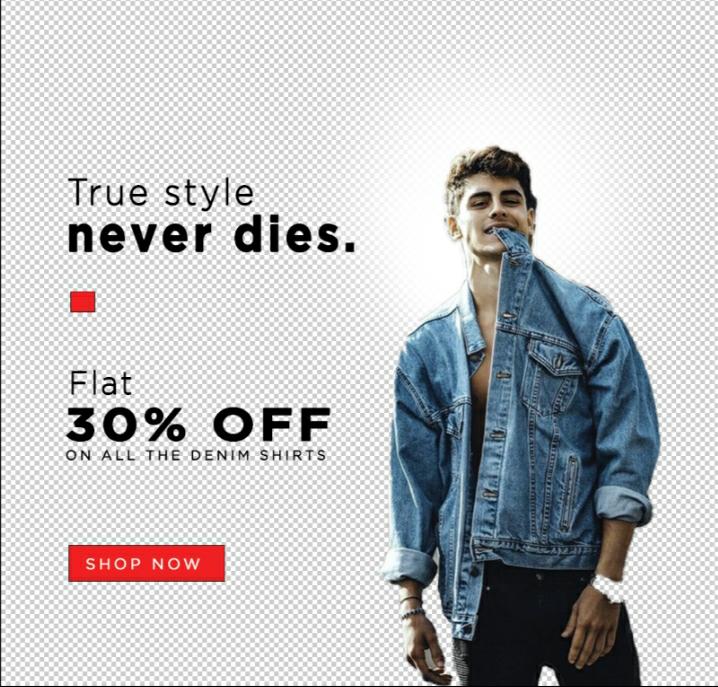 True style
never dies.
Flat
30% OFF
ON ALL THE DENIM SHIRTS
SHOP NOW